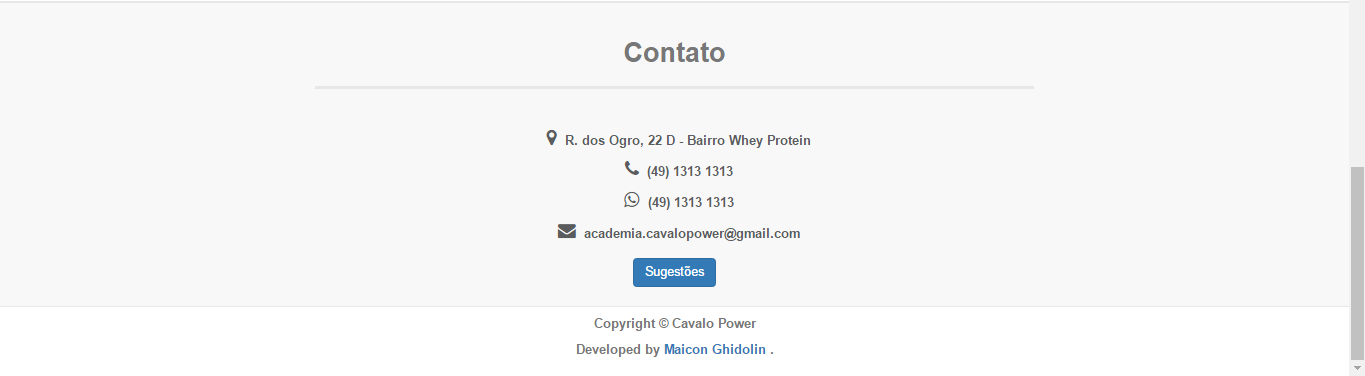 Contato
R. dos Ogro, 22 D - Bairro Whey Protein
(49) 1313 1313
(49) 1313 1313
academia.cavalopower@gmail.com
Sugestões
Copyright © Cavalo Power
Developed by Maicon Ghidolin .